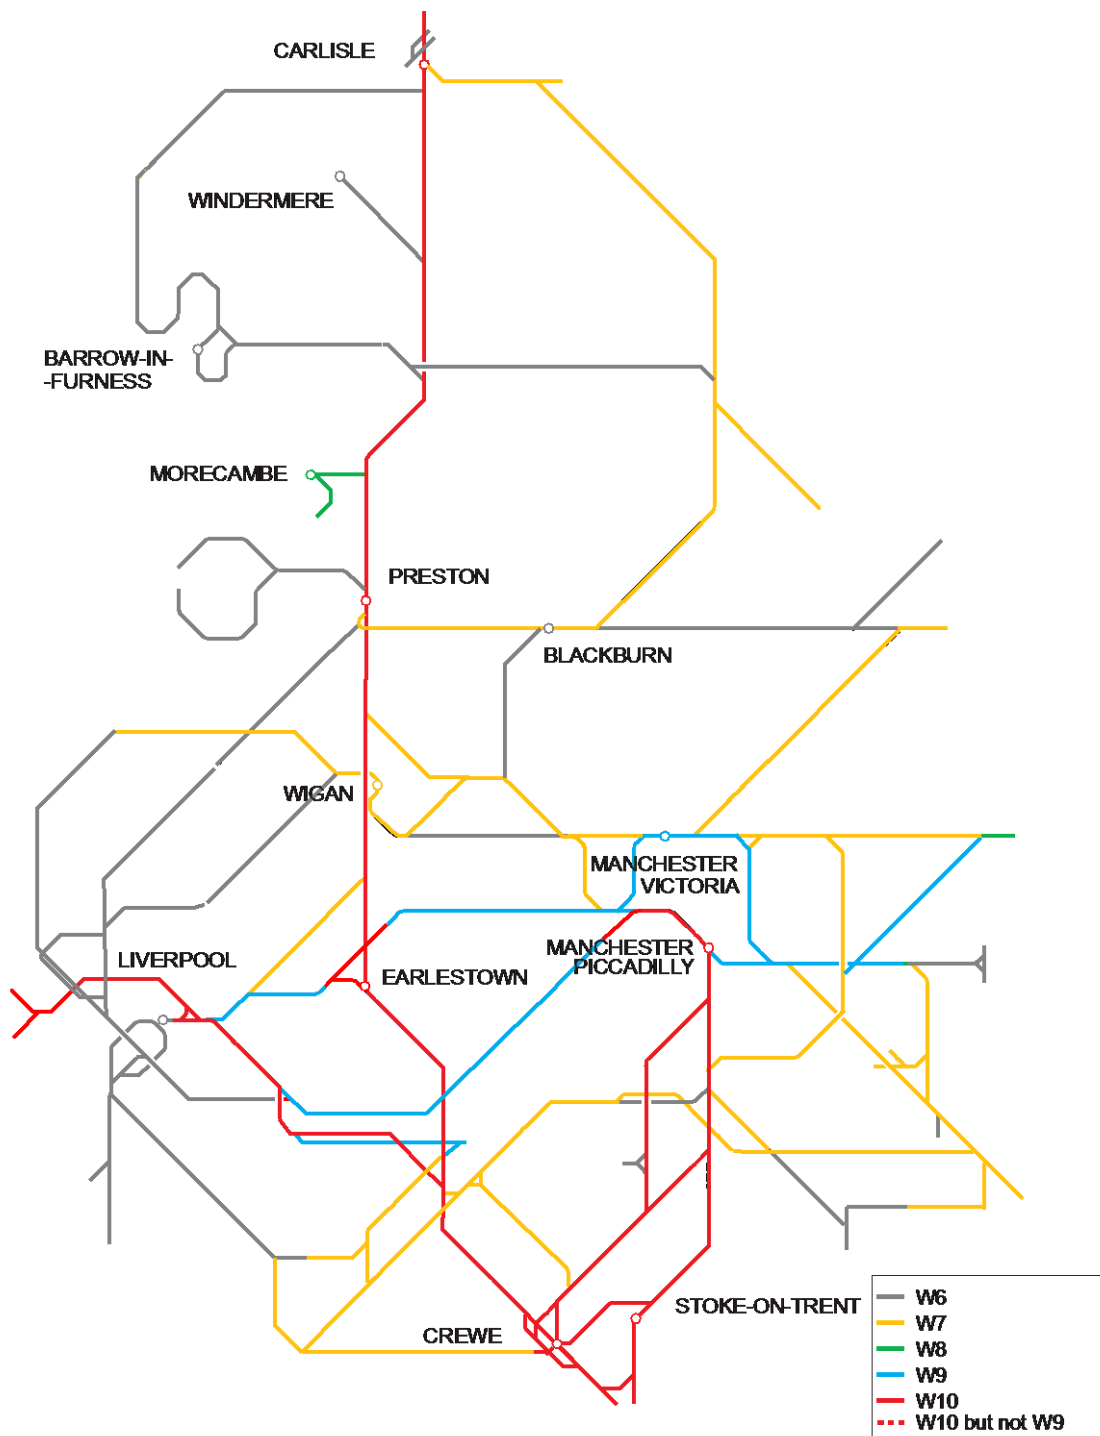 CARLISLE
WINDERMERE
BARROW-IN-
-FURNESS
MORECAMBE
PRESTON
BLACKBURN
WIGAN
MANCHESTER
VICTORIA
LIVERPOOL
MANCHESTER
PICCADILLY
EARLESTOWN
STOKE-ON-TRENT
CREWE
W6
W7
W8
W9
W10
W10 but not W9